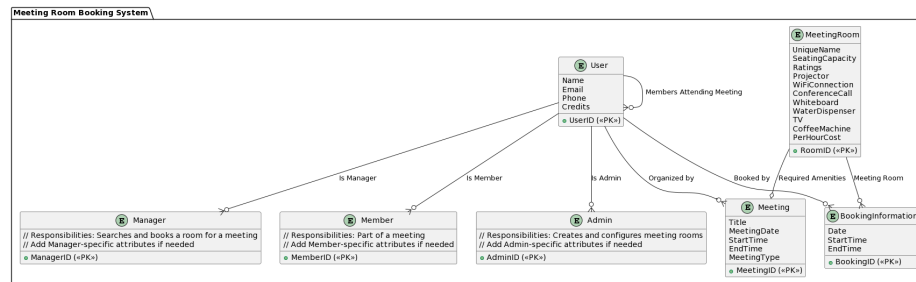 Meeting Room Booking System
E MeetingRoom
UniqueName
SeatingCapacity
Ratings
Projector
WiFiConnection
ConferenceCall
Whiteboard
WaterDispenser
TV
CoffeeMachine
PerHourCost
RoomID («PK»)
E User
Name
Email
Phone
Credits
UserID («PK»)
Members Attending Meeting
Is Manager
Is Member
Is Admin
Organized by
Booked by
Required Amenities
Meeting Room
E Manager
// Responsibilities: Searches and books a room for a meeting
// Add Manager-specific attributes if needed
ManagerID («PK»)
E Member
// Responsibilities: Part of a meeting
// Add Member-specific attributes if needed
MemberID («PK»)
E Admin
// Responsibilities: Creates and configures meeting rooms
// Add Admin-specific attributes if needed
AdminID («PK»)
E Meeting
Title
MeetingDate
StartTime
EndTime
MeetingType
MeetingID («PK»)
E BookingInformation
Date
StartTime
EndTime
BookingID («PK»)